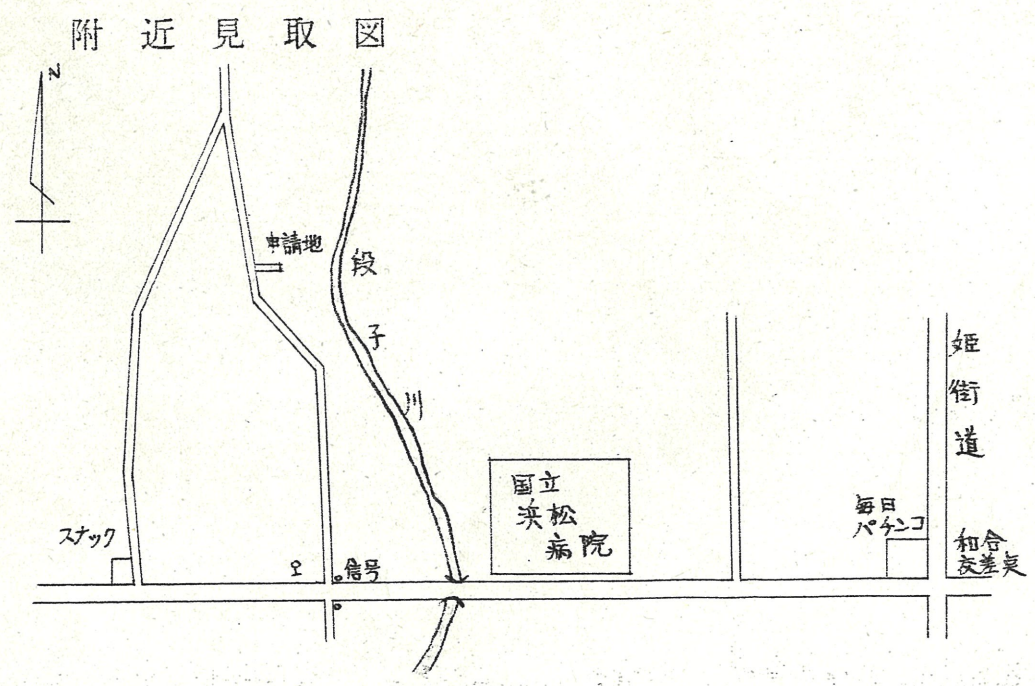 附近見取図
N
申請地
段子川
姫街道
国立
浜松
病院
毎日
パチンコ
スナック
信号
和合
交差点